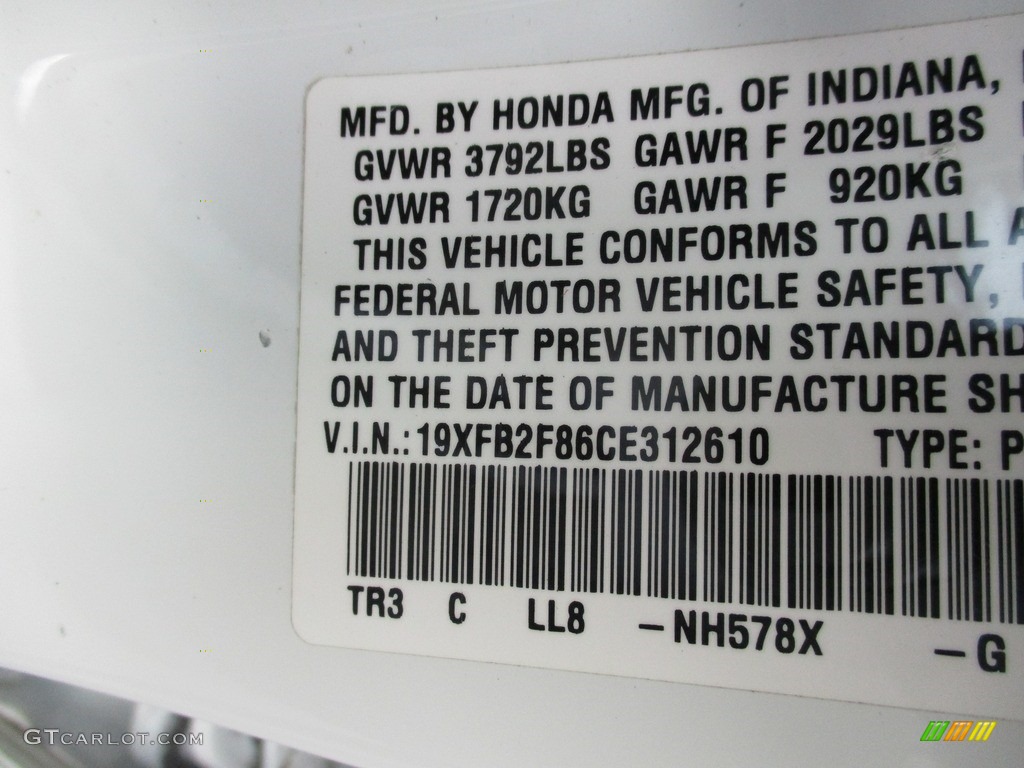 MFD. BY HONDA MFG. OF INDIANA,
GVWR 3792LBS GAWR F 2029LBS
GVWR 1720KG GAWR F 920KG
THIS VEHICLE CONFORMS TO ALL A
FEDERAL MOTOR VEHICLE SAFETY,
AND THEFT PREVENTION STANDARD
ON THE DATE OF MANUFACTURE SH
V.I.N.: 19XFB2F86CE312610 TYPE: P
TR3 C LL8 -NH578X -G
GTCARLOT.COM